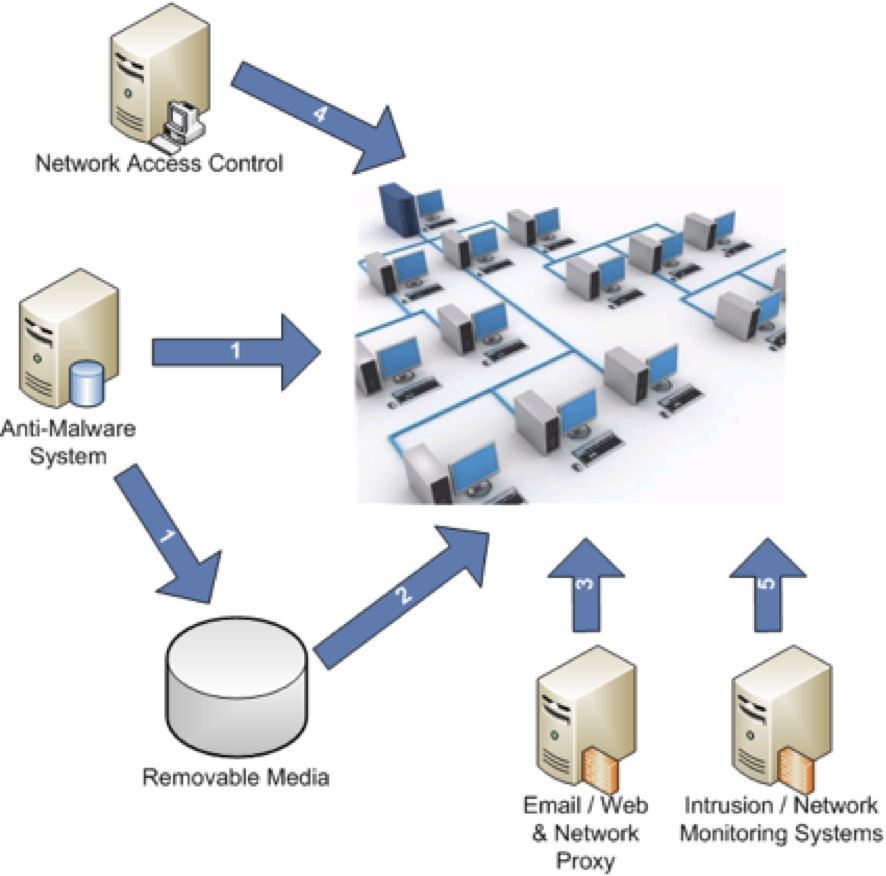 4
Network Access Control
1
Anti-Malware
System
1
2
3
5
Removable Media
Email / Web
& Network
Proxy
Intrusion / Network
Monitoring Systems